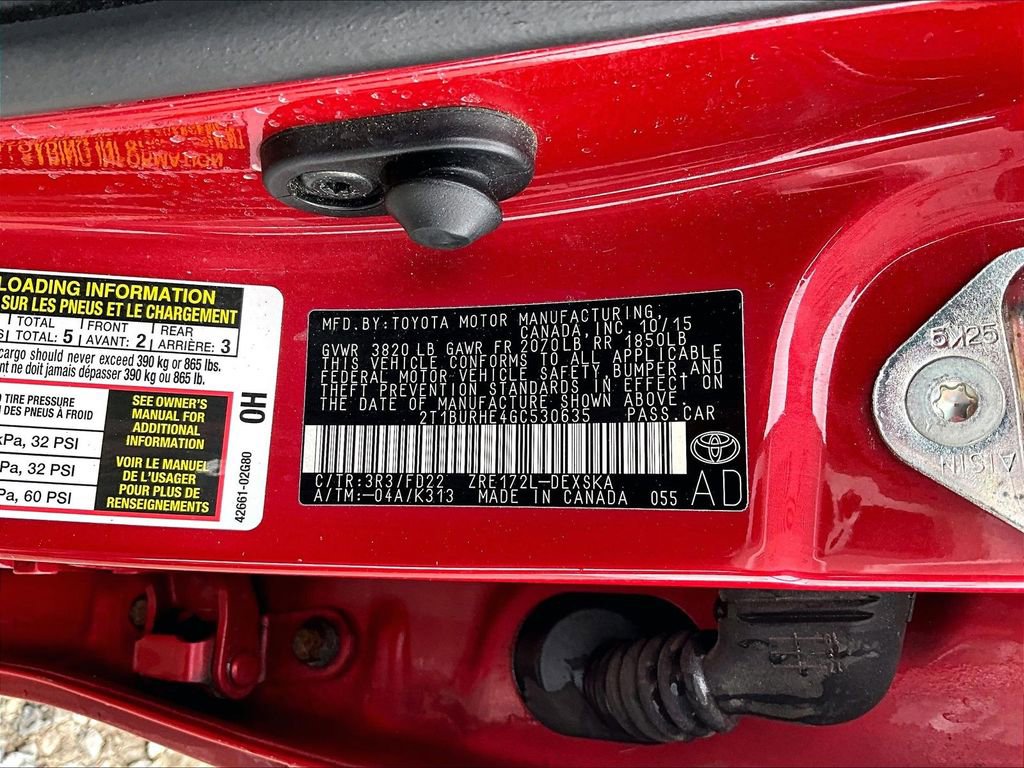 LOADING INFORMATION
SUR LES PNEUS ET LE CHARGEMENT
TOTAL FRONT REAR
TOTAL: 5 AVANT: 2 ARRIÈRE: 3
cargo should never exceed 390 kg or 865 lbs.
ne doit jamais dépasser 390 kg ou 865 lb.
TIRE PRESSURE
DES PNEUS À FROID
kPa, 32 PSI
Pa, 32 PSI
Pa, 60 PSI
SEE OWNER'S
MANUAL FOR
ADDITIONAL
INFORMATION
VOIR LE MANUEL
DE L'USAGER
POUR PLUS DE
RENSEIGNEMENTS
OH
42661-02G80
MFD.BY:TOYOTA MOTOR MANUFACTURING,
CANADA,INC. 10/15
GVWR 3820 LB GAWR FR 2070LB RR 1850LB
THIS VEHICLE CONFORMS TO ALL APPLICABLE
FEDERAL MOTOR VEHICLE SAFETY,BUMPER,AND
THEFT PREVENTION STANDARDS IN EFFECT ON
THE DATE OF MANUFACTURE SHOWN ABOVE.
2T1BURHE4GC530635 PASS.CAR
C/TR:3R3/FD22 ZRE172L-DEXSKA
A/TM:-04A/K313 MADE IN CANADA 055
AD
5M25
AISIN